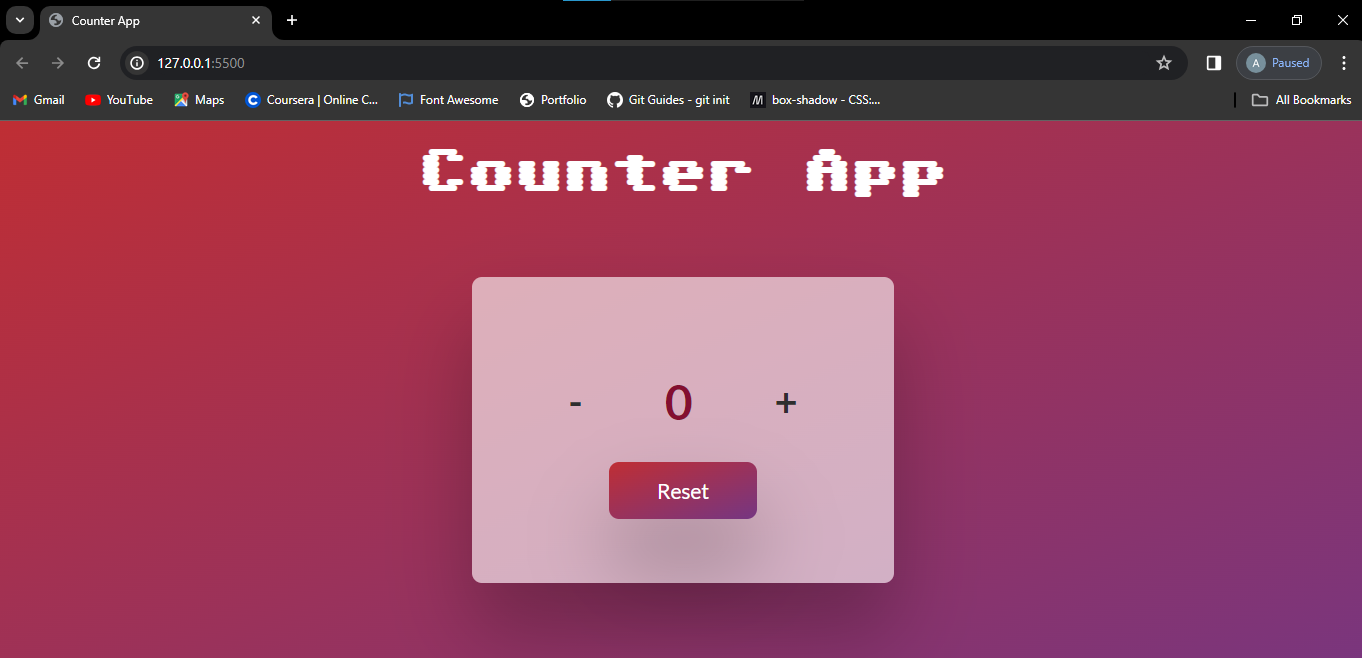 Counter App
127.0.0.1:5500
A Paused
Gmail YouTube Maps Coursera | Online C... Font Awesome Portfolio Git Guides - git init box-shadow - CSS:... All Bookmarks
Counter App
- 0 +
Reset